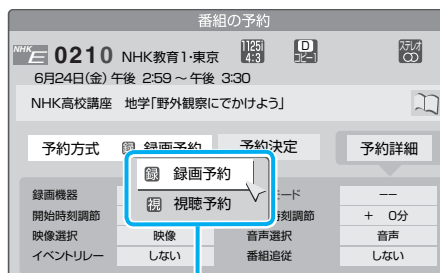 番組の予約
NHK E 0210 NHK教育1・東京 1125i 4:3 D コピー1 ステレオ
6月24日(金) 午後 2:59 ～ 午後 3:30
NHK高校講座 地学「野外観察にでかけよう」
予約方式 録 録画予約 予約決定 予約詳細
録 録画予約
視 視聴予約
録画機器 ード −−
開始時刻調節 刻調節 + 0分
映像選択 映像 音声選択 音声
イベントリレー しない 番組追従 しない